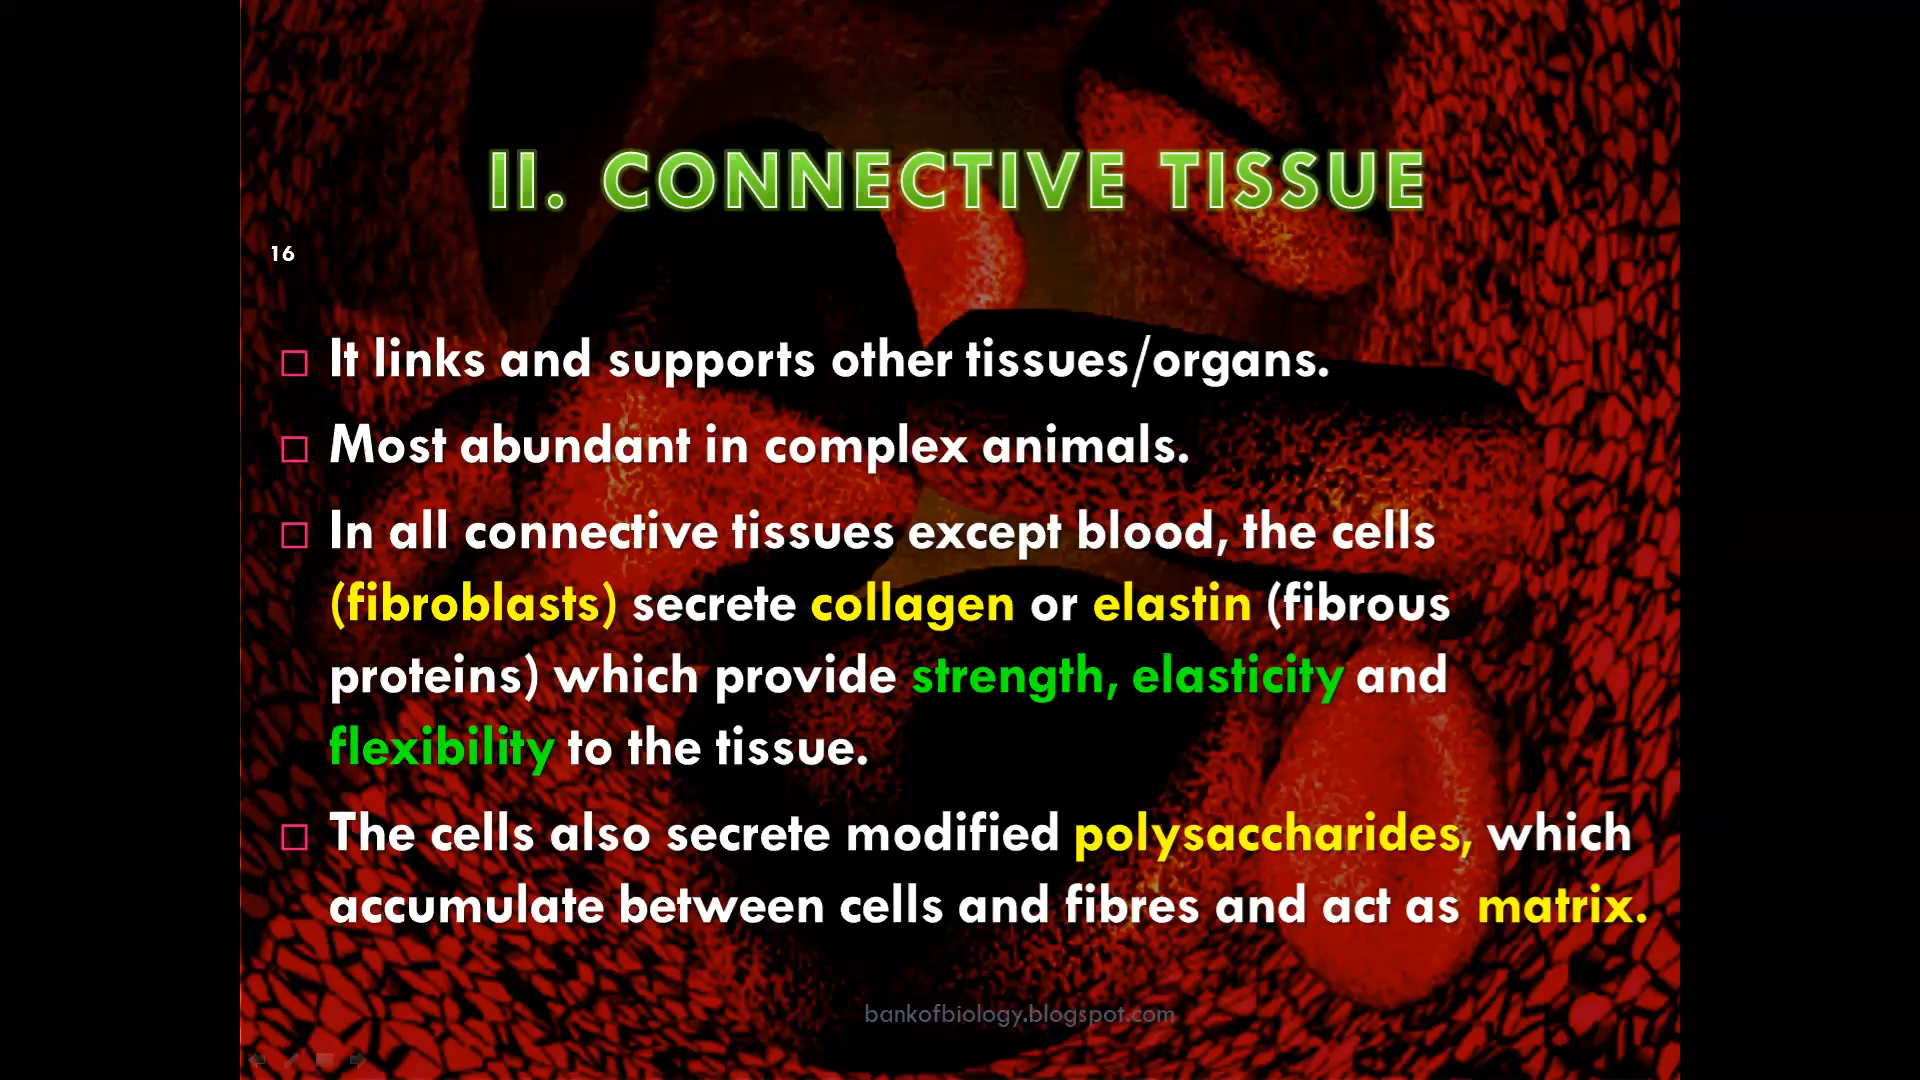 II. CONNECTIVE TISSUE
16
It links and supports other tissues/organs.
Most abundant in complex animals.
In all connective tissues except blood, the cells
(fibroblasts) secrete collagen or elastin (fibrous
proteins) which provide strength, elasticity and
flexibility to the tissue.
The cells also secrete modified polysaccharides, which
accumulate between cells and fibres and act as matrix.
bankofbiology.blogspot.com